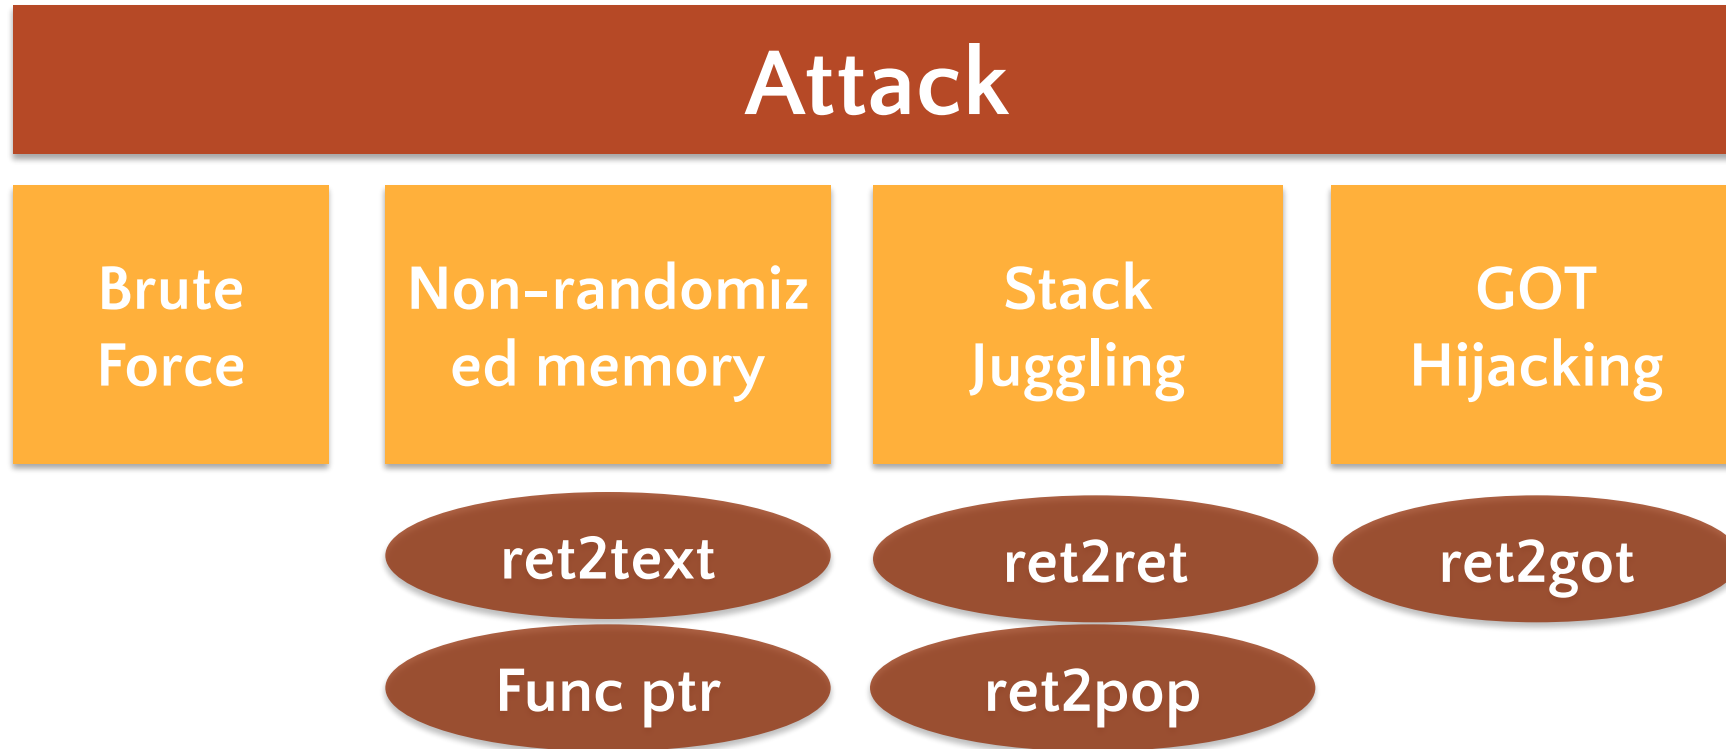 Attack
Brute
Force
Non-randomiz
ed memory
Stack
Juggling
GOT
Hijacking
ret2text
ret2ret
ret2got
Func ptr
ret2pop